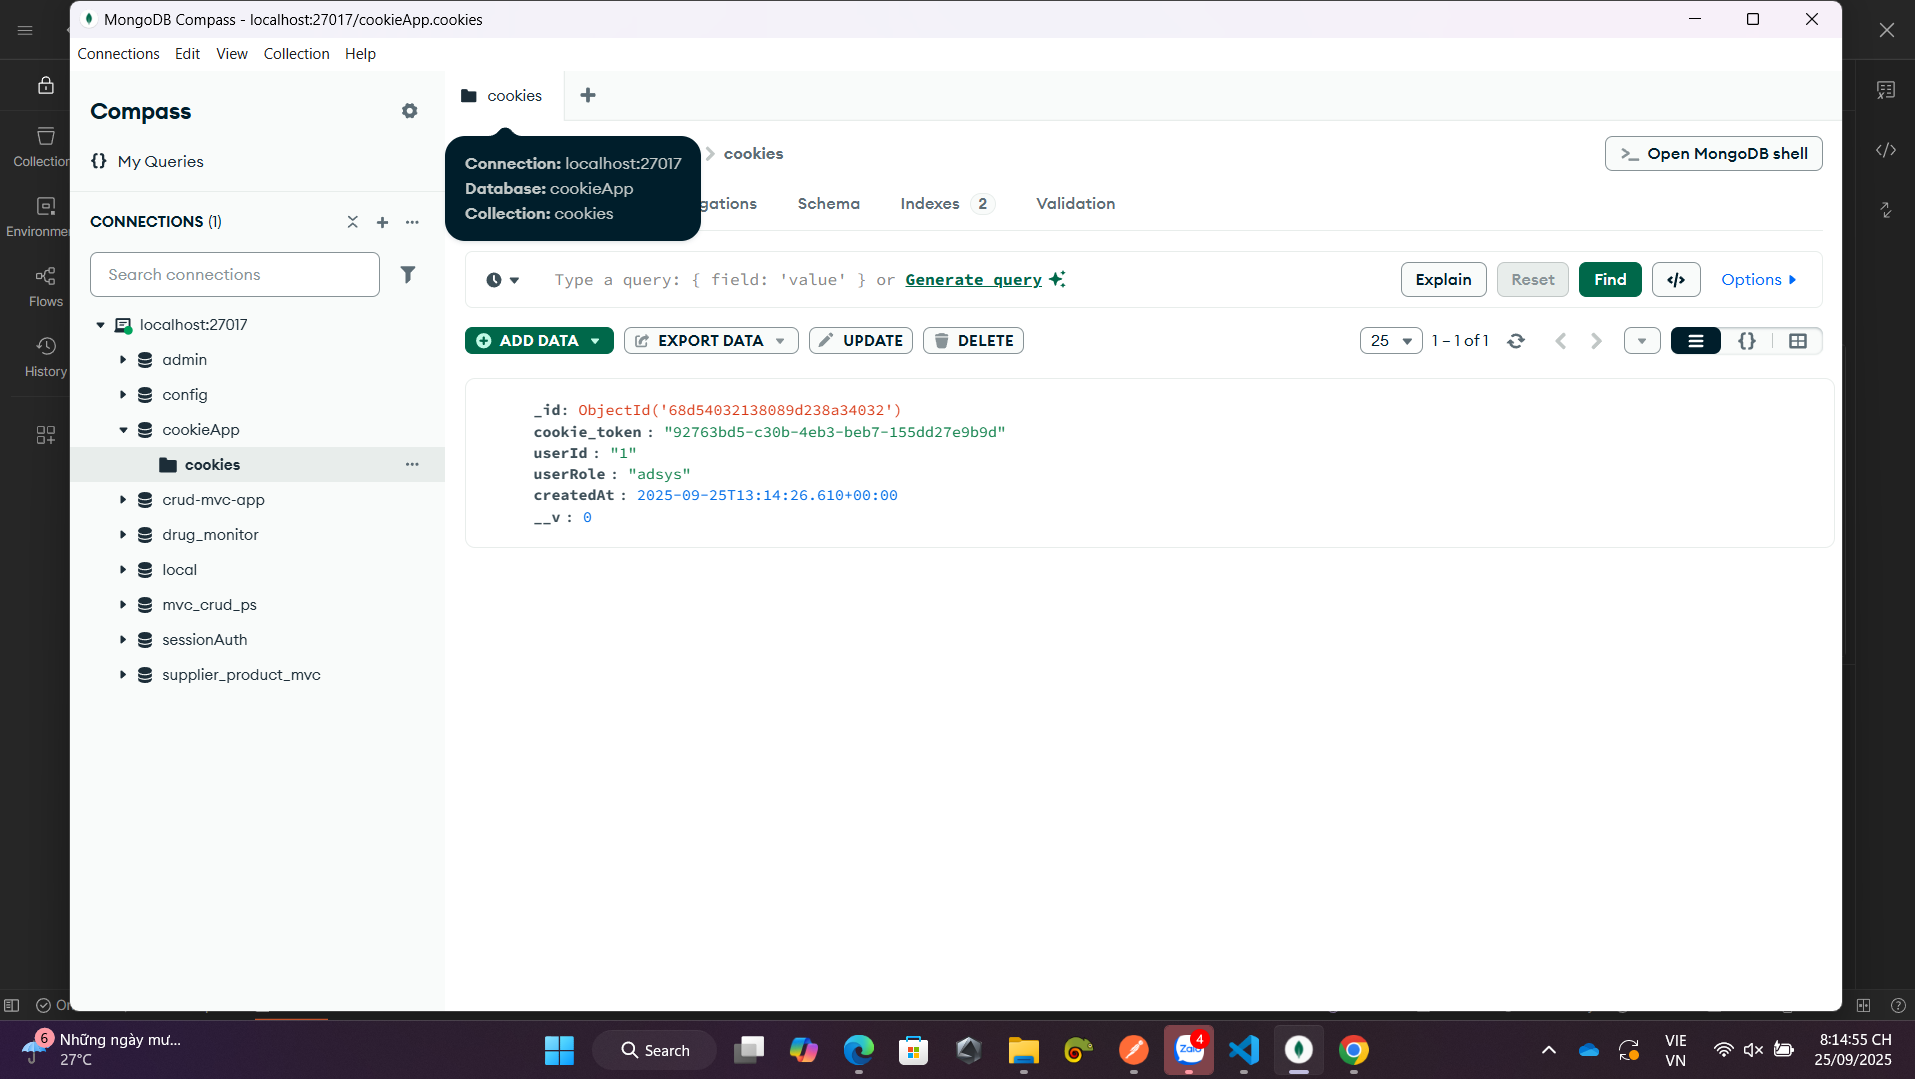 MongoDB Compass - localhost:27017/cookieApp.cookies
Connections Edit View Collection Help
Compass
My Queries
CONNECTIONS (1)
Search connections
localhost:27017
admin
config
cookieApp
cookies
crud-mvc-app
drug_monitor
local
mvc_crud_ps
sessionAuth
supplier_product_mvc
cookies
Connection: localhost:27017
Database: cookieApp
Collection: cookies
cookies
>_ Open MongoDB shell
gations Schema Indexes 2 Validation
Type a query: { field: 'value' } or Generate query
Explain Reset Find </> Options
ADD DATA EXPORT DATA UPDATE DELETE
25 1 – 1 of 1 {}
_id: ObjectId('68d54032138089d238a34032')
cookie_token : "92763bd5-c30b-4eb3-beb7-155dd27e9b9d"
userId : "1"
userRole : "adsys"
createdAt : 2025-09-25T13:14:26.610+00:00
__v : 0
Collection
Environme
Flows
History
On
6
Những ngày mư...
27°C
Search
Zalo
4
VIE
VN
8:14:55 CH
25/09/2025